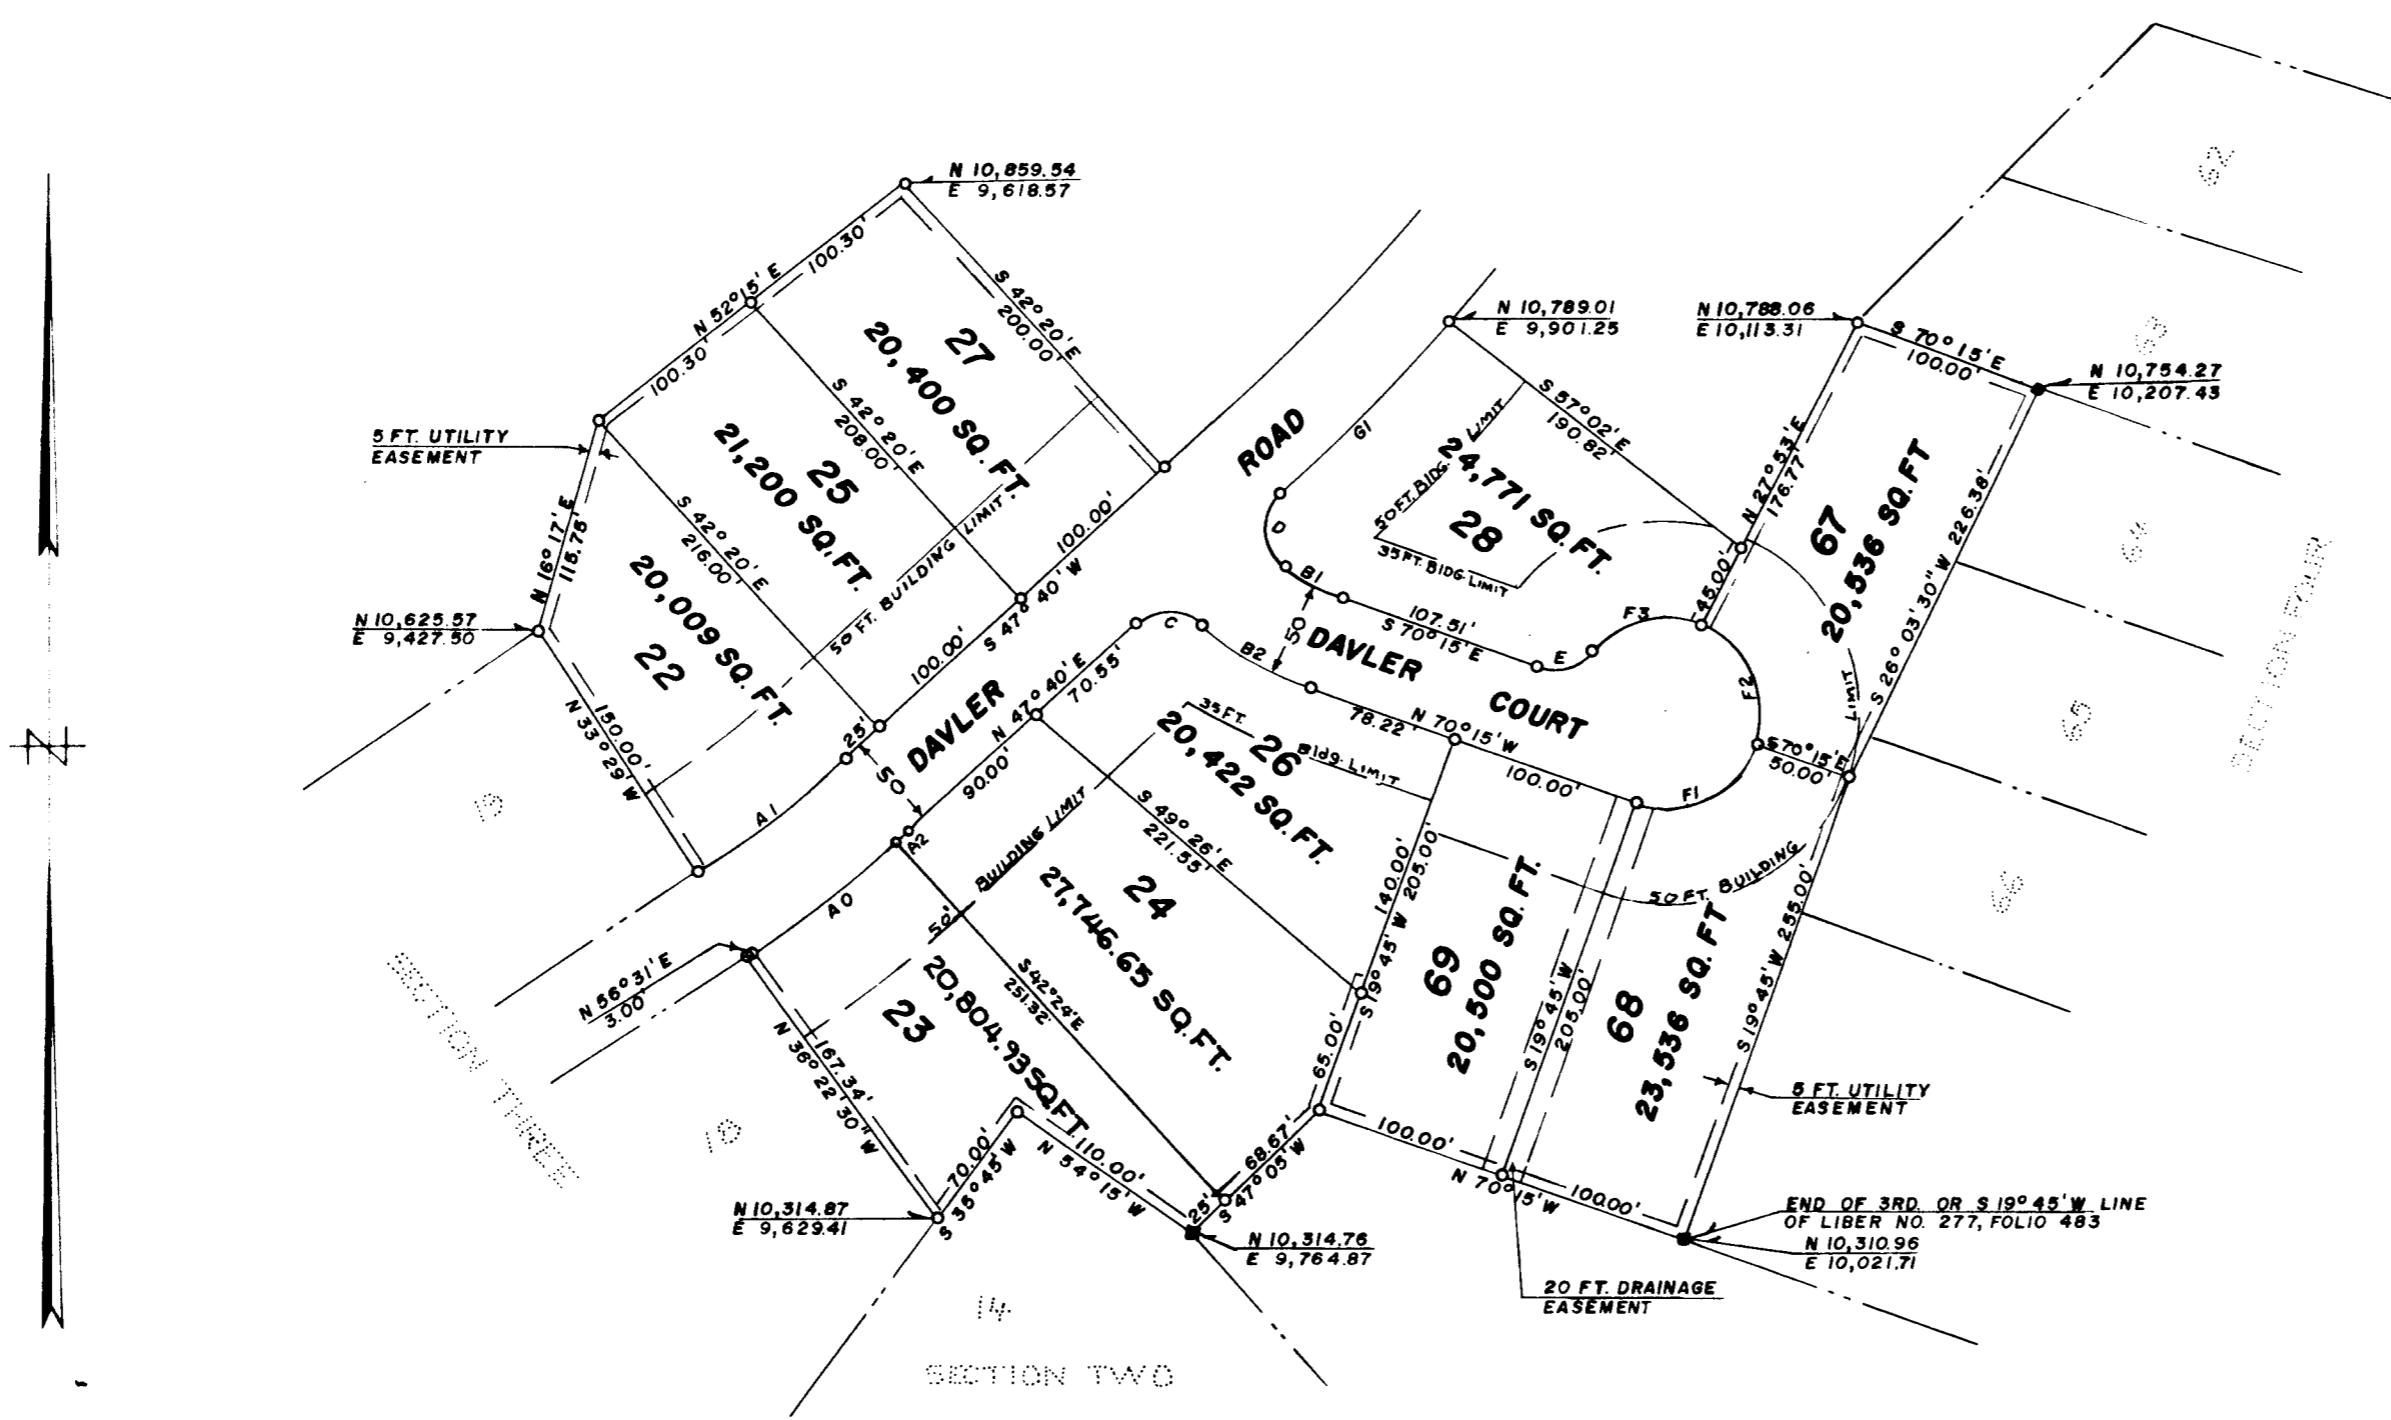 N 10,859.54
E 9,618.57
N 52°15' E
100.30'
100.30'
S 42° 20' E
200.00'
27
20,400 SQ. FT.
S 42° 20' E
208.00'
25
21,200 SQ. FT.
S 42° 20' E
216.00'
20,009 SQ. FT.
22
5 FT. UTILITY
EASEMENT
N 16° 17' E
115.75'
N 10,625.57
E 9,427.50
150.00'
N 33° 29' W
50 FT. BUILDING LIMIT
100.00'
100.00'
S 47° 40' W
25'
A1
50
DAVLER
ROAD
N 10,789.01
E 9,901.25
G1
D
B1
S 57°02' E
190.82'
50 FT. BIDG. LIMIT
35 FT. BIDG. LIMIT
24,771 SQ. FT.
28
107.51'
S 70°15' E
E
F3
45.00'
N 10,788.06
E 10,113.31
S 70° 15' E
100.00'
N 10,754.27
E 10,207.43
N 27°53' E
176.77'
67
20,536 SQ. FT
S 26° 03' 30" W 226.38'
62
63
64
65
66
SECTION FOUR
C
B2
50
DAVLER
COURT
F2
F1
S 70° 15' E
50.00'
LIMIT
50 FT. BUILDING
N 47° 40' E
70.55'
90.00'
A2
A0
78.22'
N 70° 15' W
100.00'
35 FT.
Bldg. LIMIT
26
20,422 SQ. FT.
S 49° 26' E
221.55'
BUILDING LIMIT
50'
24
27,746.65 SQ. FT.
140.00'
S 19° 45' W 205.00'
65.00'
69
20,500 SQ. FT.
S 19° 45' W
205.00'
68
23,536 SQ. FT
S 19° 45' W 255.00'
5 FT. UTILITY
EASEMENT
N 56° 31' E
3.00'
S 42° 24' E
251.32'
23
20,804.93 SQ FT.
167.34'
N 36° 22' 30" W
70.00'
S 35° 45' W
110.00'
N 54° 15' W
68.67'
25'
S 47° 05' W
100.00'
N 70° 15' W
100.00'
N 10,314.87
E 9,629.41
N 10,314.76
E 9,764.87
END OF 3RD. OR S 19° 45' W LINE
OF LIBER NO. 277, FOLIO 483
N 10,310.96
E 10,021.71
20 FT. DRAINAGE
EASEMENT
19
SECTION THREE
14
SECTION TWO
N